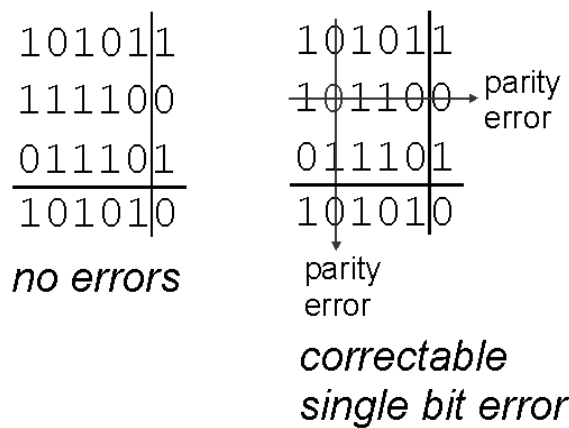 101011
111100
011101
101010
no errors
101011
101100
011101
101010
parity
error
parity
error
correctable
single bit error